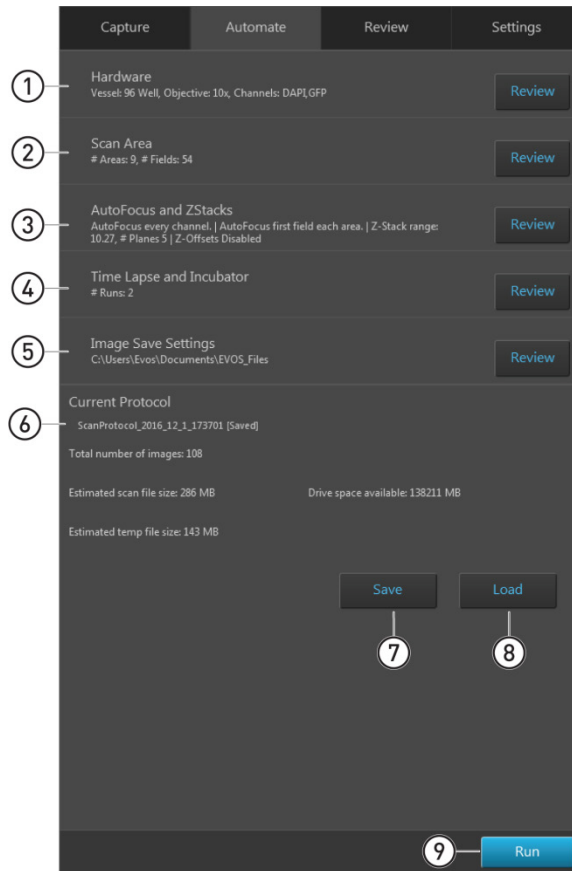 Capture Automate Review Settings
1 Hardware
Vessel: 96 Well, Objective: 10x, Channels: DAPI,GFP
Review
2 Scan Area
# Areas: 9, # Fields: 54
Review
3 AutoFocus and ZStacks
AutoFocus every channel. | AutoFocus first field each area. | Z-Stack range:
10.27, # Planes 5 | Z-Offsets Disabled
Review
4 Time Lapse and Incubator
# Runs: 2
Review
5 Image Save Settings
C:\Users\Evos\Documents\EVOS_Files
Review
Current Protocol
6 ScanProtocol_2016_12_1_173701 [Saved]
Total number of images: 108
Estimated scan file size: 286 MB Drive space available: 138211 MB
Estimated temp file size: 143 MB
Save Load
7 8
9 Run